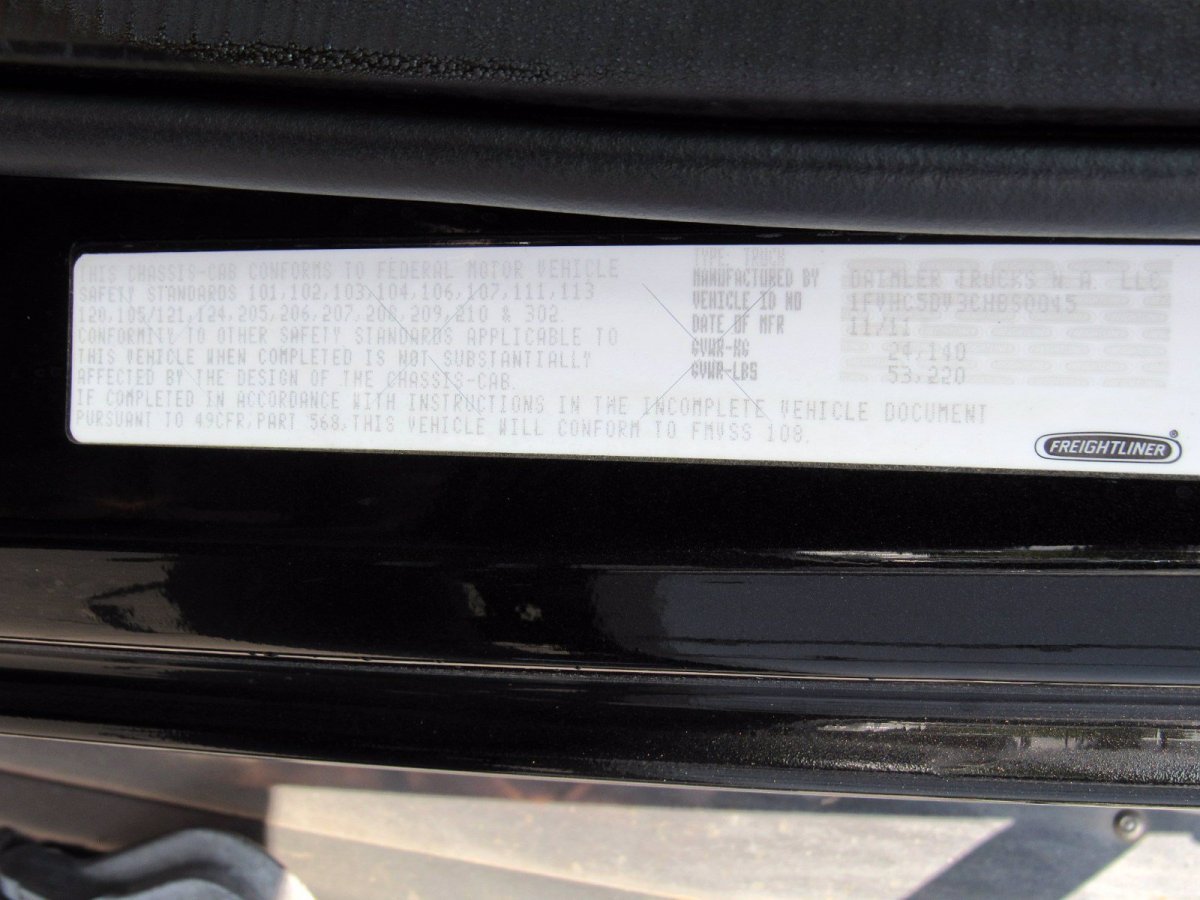 THIS CHASSIS-CAB CONFORMS TO FEDERAL MOTOR VEHICLE
SAFETY STANDARDS 101,102,103,104,106,107,111,113
120,105/121,124,205,206,207,208,209,210 & 302.
CONFORMITY TO OTHER SAFETY STANDARDS APPLICABLE TO
THIS VEHICLE WHEN COMPLETED IS NOT SUBSTANTIALLY
AFFECTED BY THE DESIGN OF THE CHASSIS-CAB.
IF COMPLETED IN ACCORDANCE WITH INSTRUCTIONS IN THE INCOMPLETE VEHICLE DOCUMENT
PURSUANT TO 49CFR,PART 568,THIS VEHICLE WILL CONFORM TO FMVSS 108.
TYPE: TRUCK
MANUFACTURED BY DAIMLER TRUCKS N.A. LLC
VEHICLE ID NO
DATE OF MFR 11/11
GVWR-KG 24,140
GVWR-LBS 53,220
FREIGHTLINER®